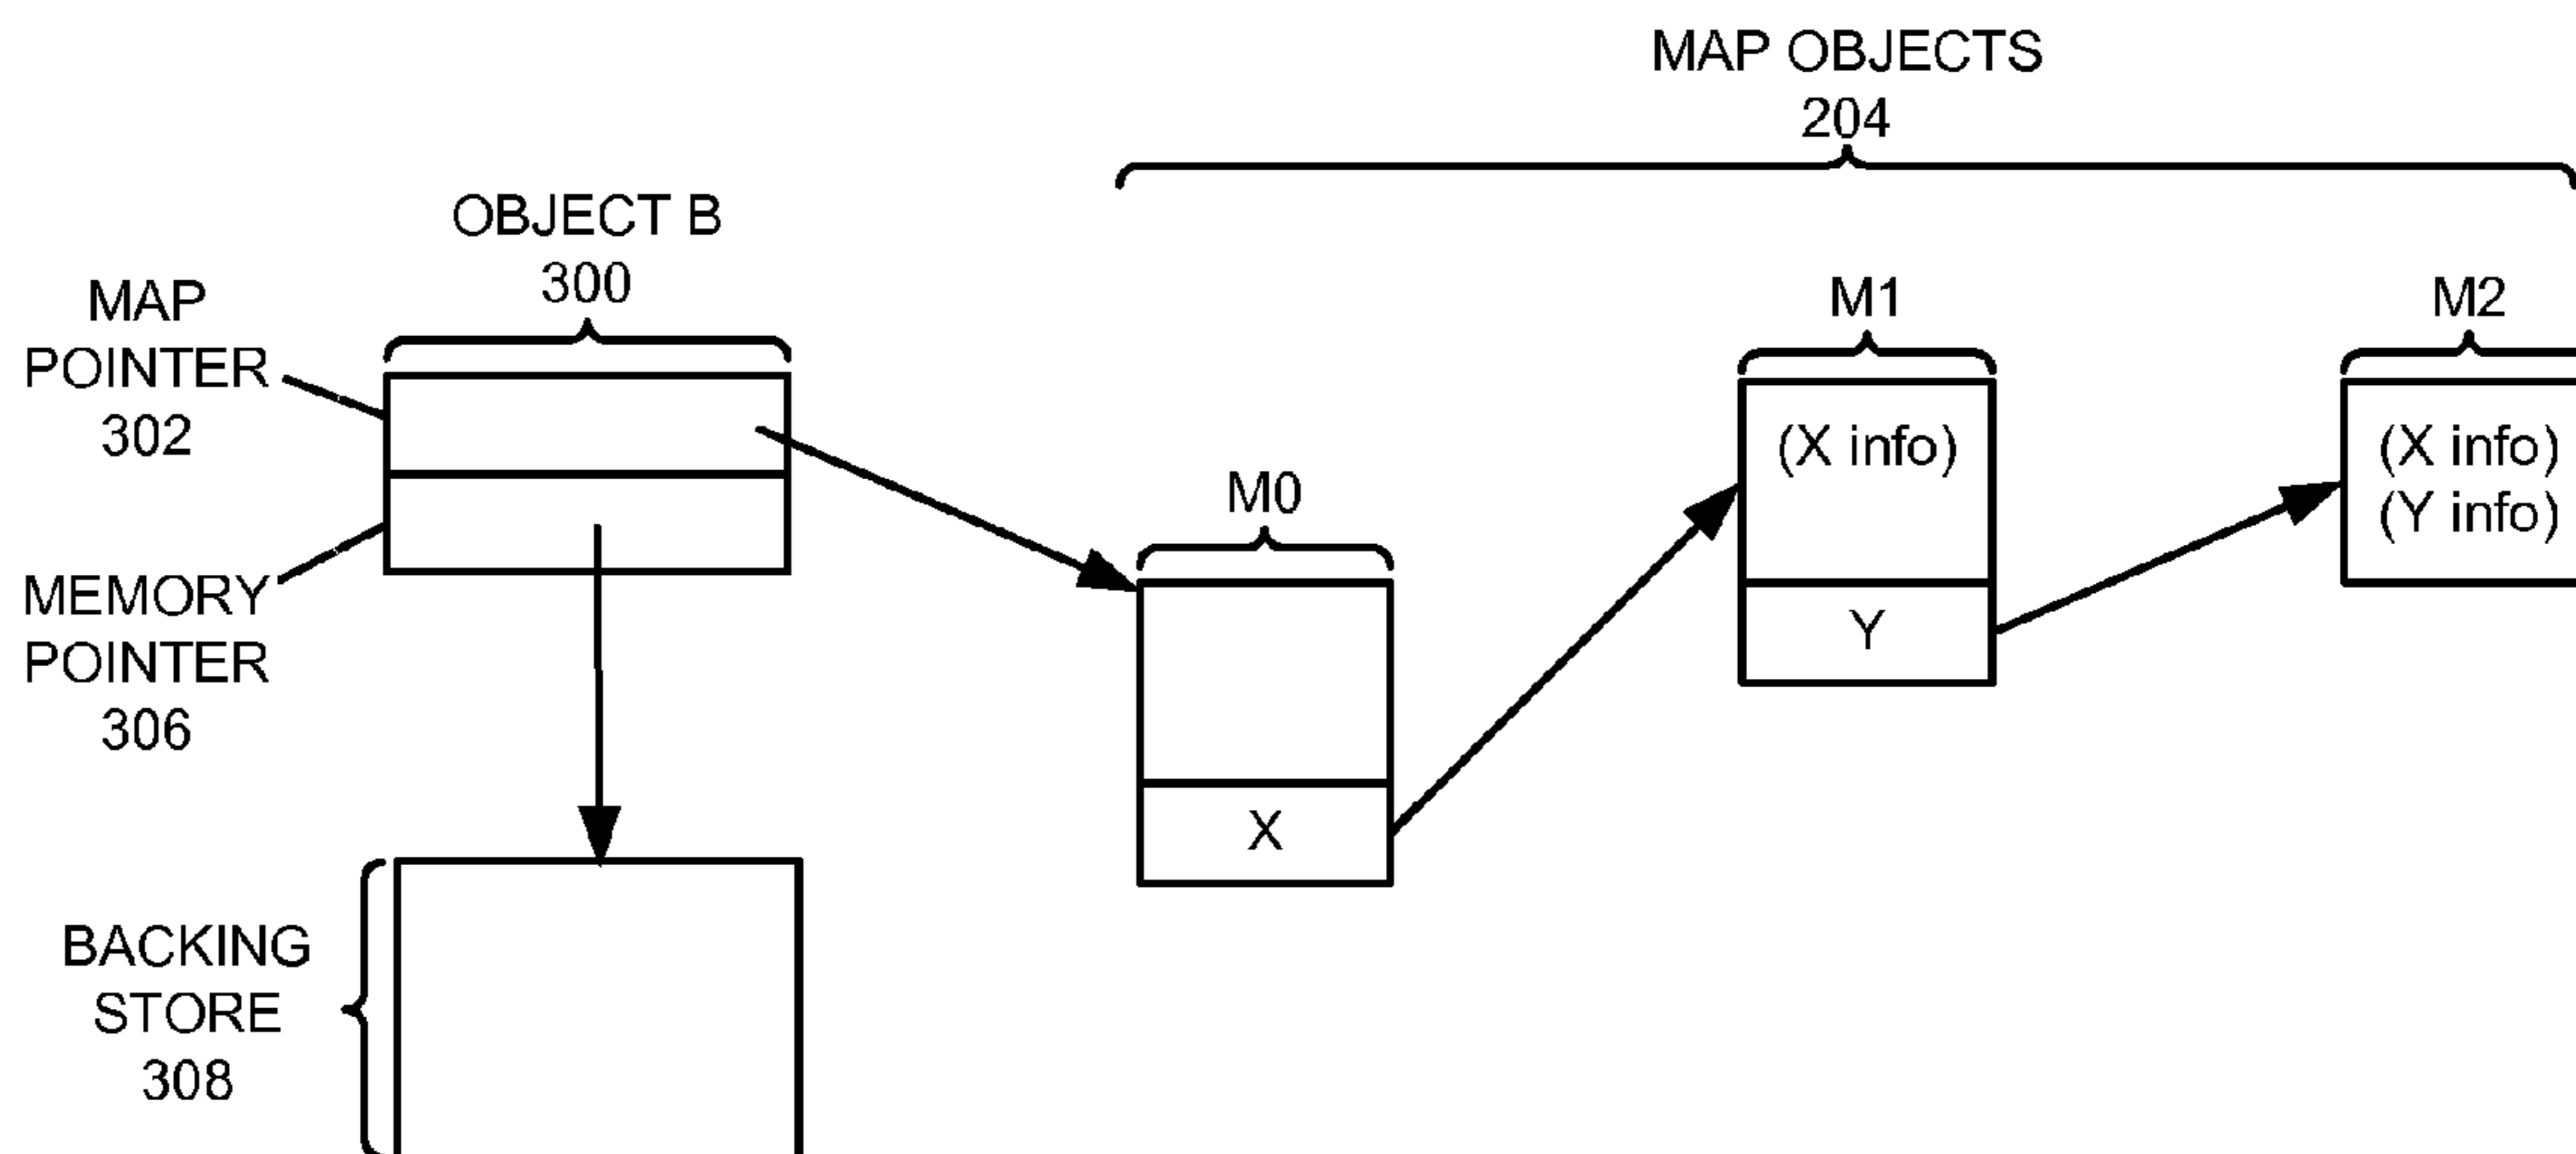 MAP OBJECTS
204
OBJECT B
300
MAP
POINTER
302
MEMORY
POINTER
306
BACKING
STORE
308
M0
X
M1
(X info)
Y
M2
(X info)
(Y info)